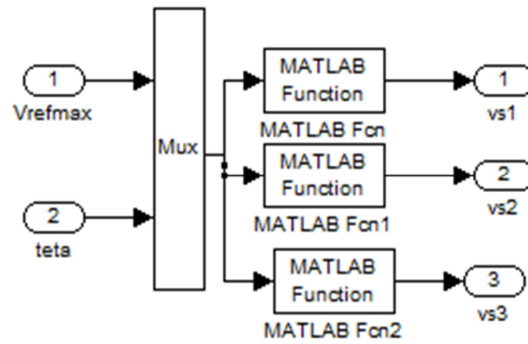 1
Vrefmax
2
teta
Mux
MATLAB
Function
MATLAB Fcn
MATLAB
Function
MATLAB Fcn1
MATLAB
Function
MATLAB Fcn2
1
vs1
2
vs2
3
vs3